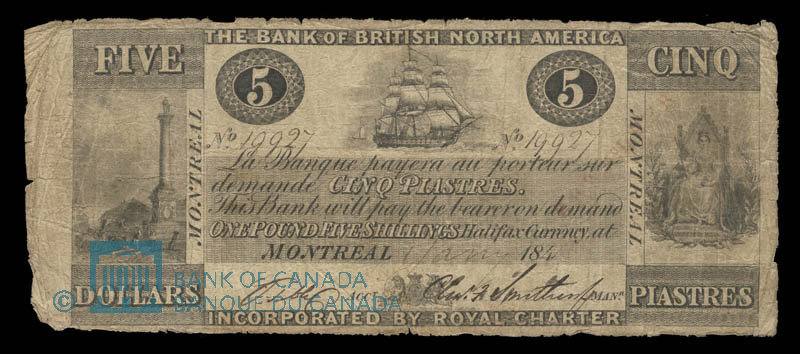 THE BANK OF BRITISH NORTH AMERICA
FIVE
CINQ
5
5
MONTREAL
MONTREAL
No 19927
No 19927
La Banque payera au porteur sur
demande CINQ PIASTRES.
This Bank will pay the bearer on demand
ONE POUND FIVE SHILLINGS Halifax Currency, at
MONTREAL 184
DOLLARS
PIASTRES
INCORPORATED BY ROYAL CHARTER
© BANK OF CANADA
BANQUE DU CANADA